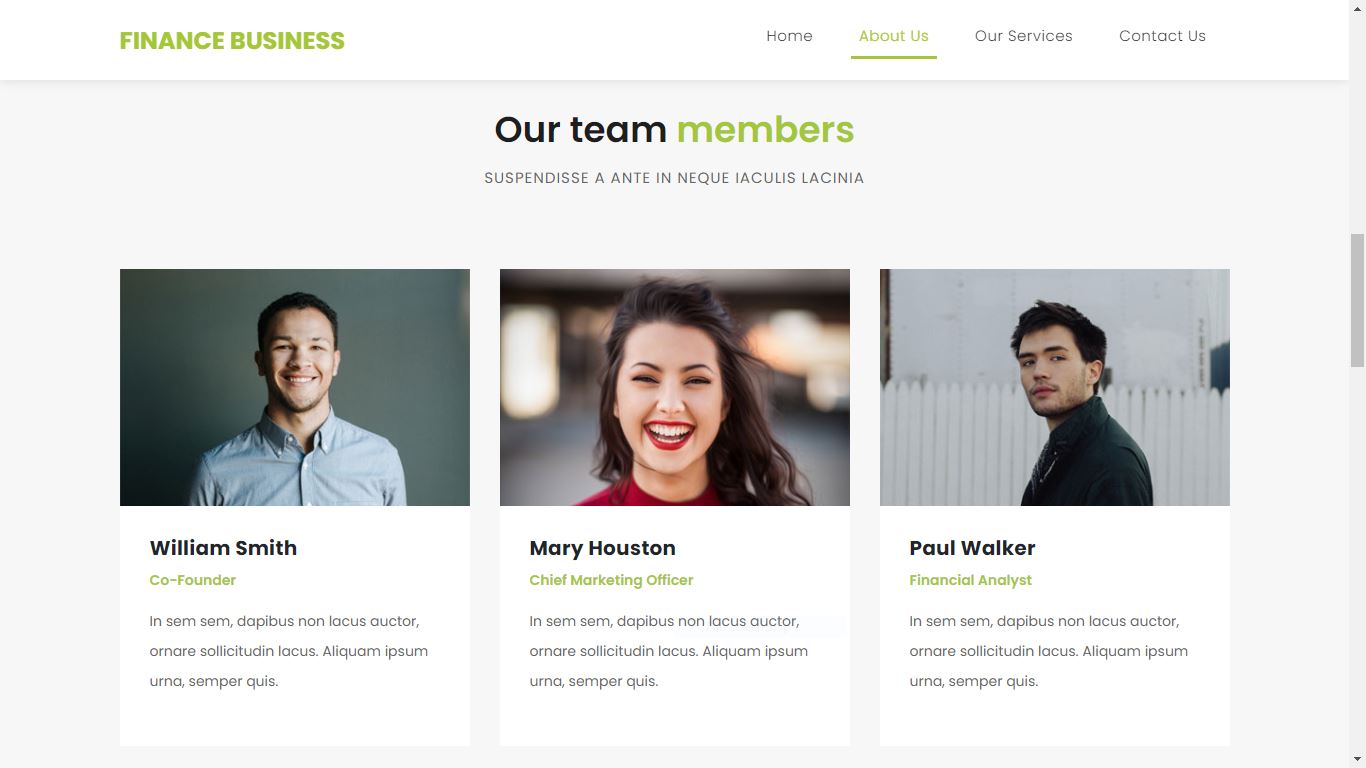 FINANCE BUSINESS
Home
About Us
Our Services
Contact Us
Our team members
SUSPENDISSE A ANTE IN NEQUE IACULIS LACINIA
William Smith
Co-Founder
In sem sem, dapibus non lacus auctor,
ornare sollicitudin lacus. Aliquam ipsum
urna, semper quis.
Mary Houston
Chief Marketing Officer
In sem sem, dapibus non lacus auctor,
ornare sollicitudin lacus. Aliquam ipsum
urna, semper quis.
Paul Walker
Financial Analyst
In sem sem, dapibus non lacus auctor,
ornare sollicitudin lacus. Aliquam ipsum
urna, semper quis.